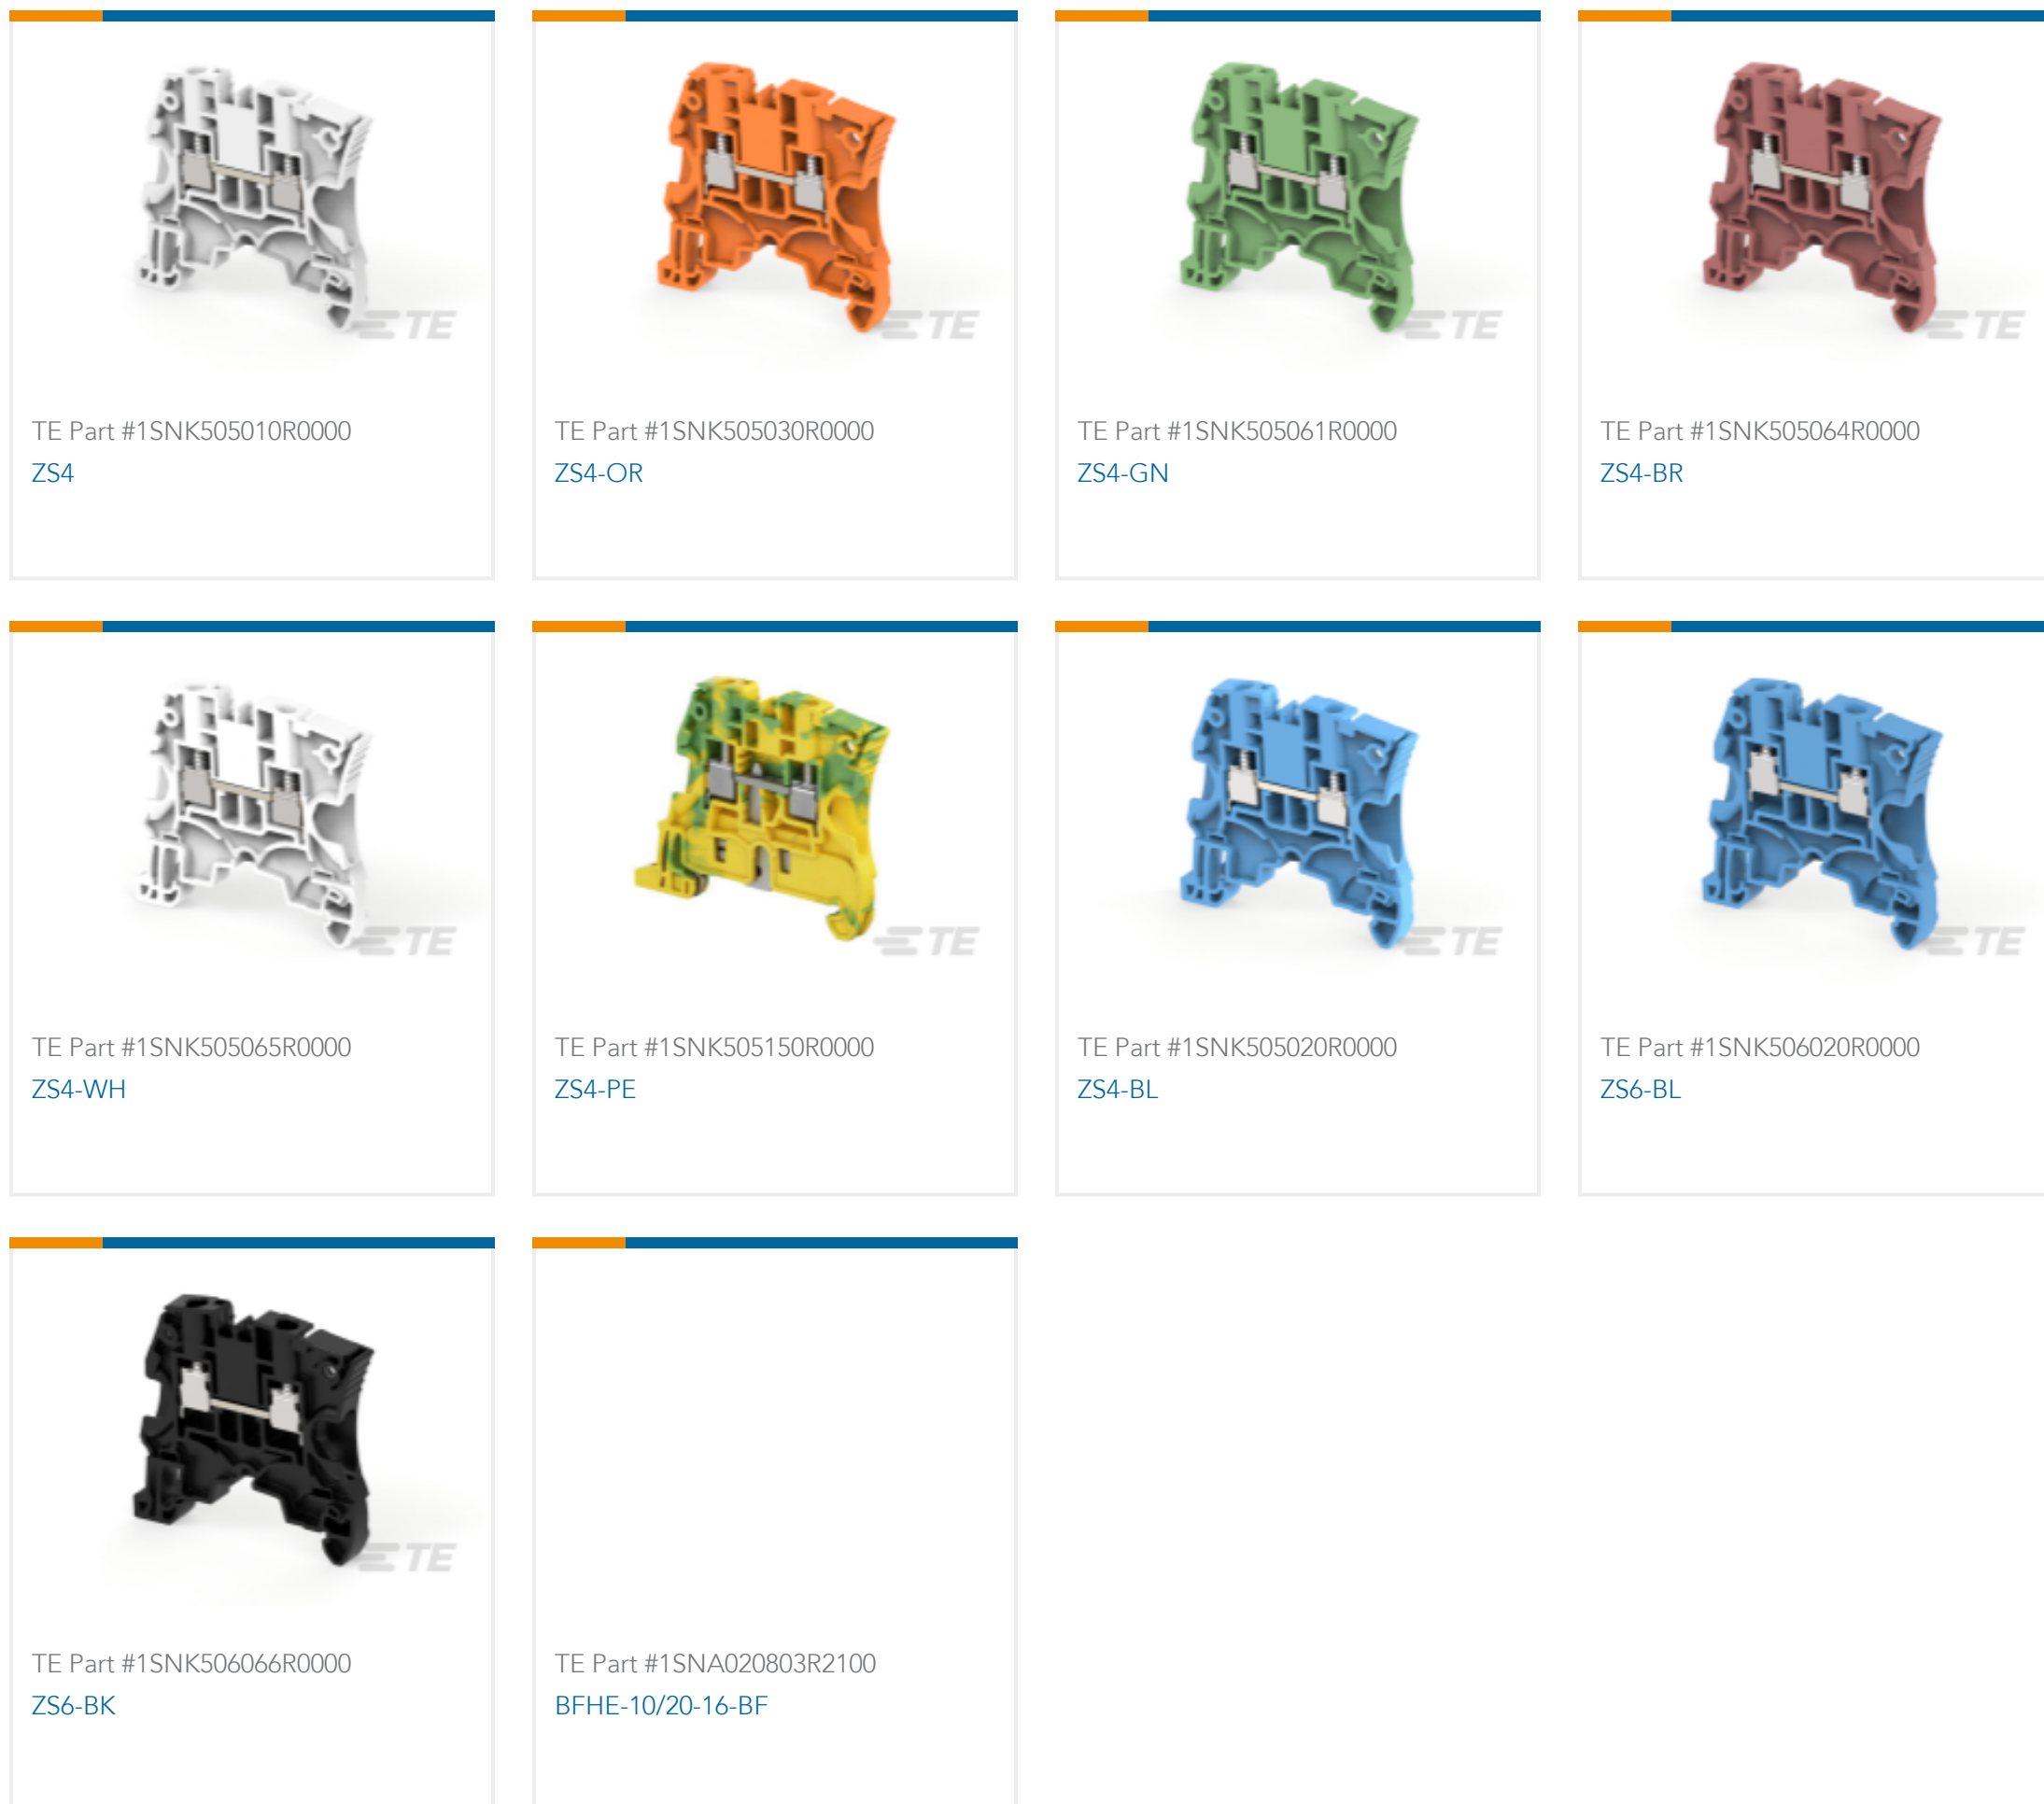 TE
TE
TE
TE
TE Part #1SNK505010R0000
ZS4
TE Part #1SNK505030R0000
ZS4-OR
TE Part #1SNK505061R0000
ZS4-GN
TE Part #1SNK505064R0000
ZS4-BR
TE
TE
TE
TE
TE Part #1SNK505065R0000
ZS4-WH
TE Part #1SNK505150R0000
ZS4-PE
TE Part #1SNK505020R0000
ZS4-BL
TE Part #1SNK506020R0000
ZS6-BL
TE
TE Part #1SNK506066R0000
ZS6-BK
TE Part #1SNA020803R2100
BFHE-10/20-16-BF